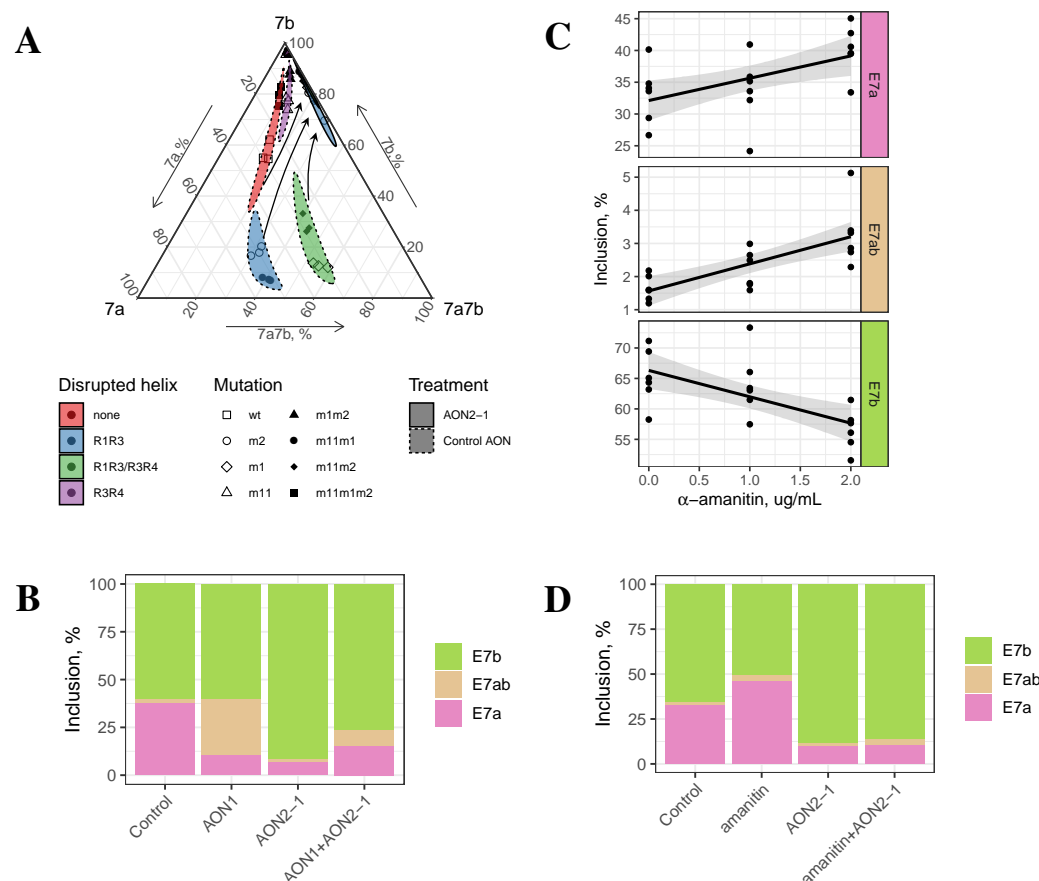 A
7b
100
20
80
7a, %
7b, %
40
60
60
40
80
20
100
7a
20
40
60
80
100
7a7b
7a7b, %
Disrupted helix
none
R1R3
R1R3/R3R4
R3R4
Mutation
wt
m2
m1
m11
m1m2
m11m1
m11m2
m11m1m2
Treatment
AON2−1
Control AON
C
45
40
35
30
25
E7a
5
4
3
2
1
E7ab
70
65
60
55
E7b
Inclusion, %
0.0
0.5
1.0
1.5
2.0
α−amanitin, ug/mL
B
100
75
50
25
0
Inclusion, %
Control
AON1
AON2−1
AON1+AON2−1
E7b
E7ab
E7a
D
100
75
50
25
0
Inclusion, %
Control
amanitin
AON2−1
amanitin+AON2−1
E7b
E7ab
E7a